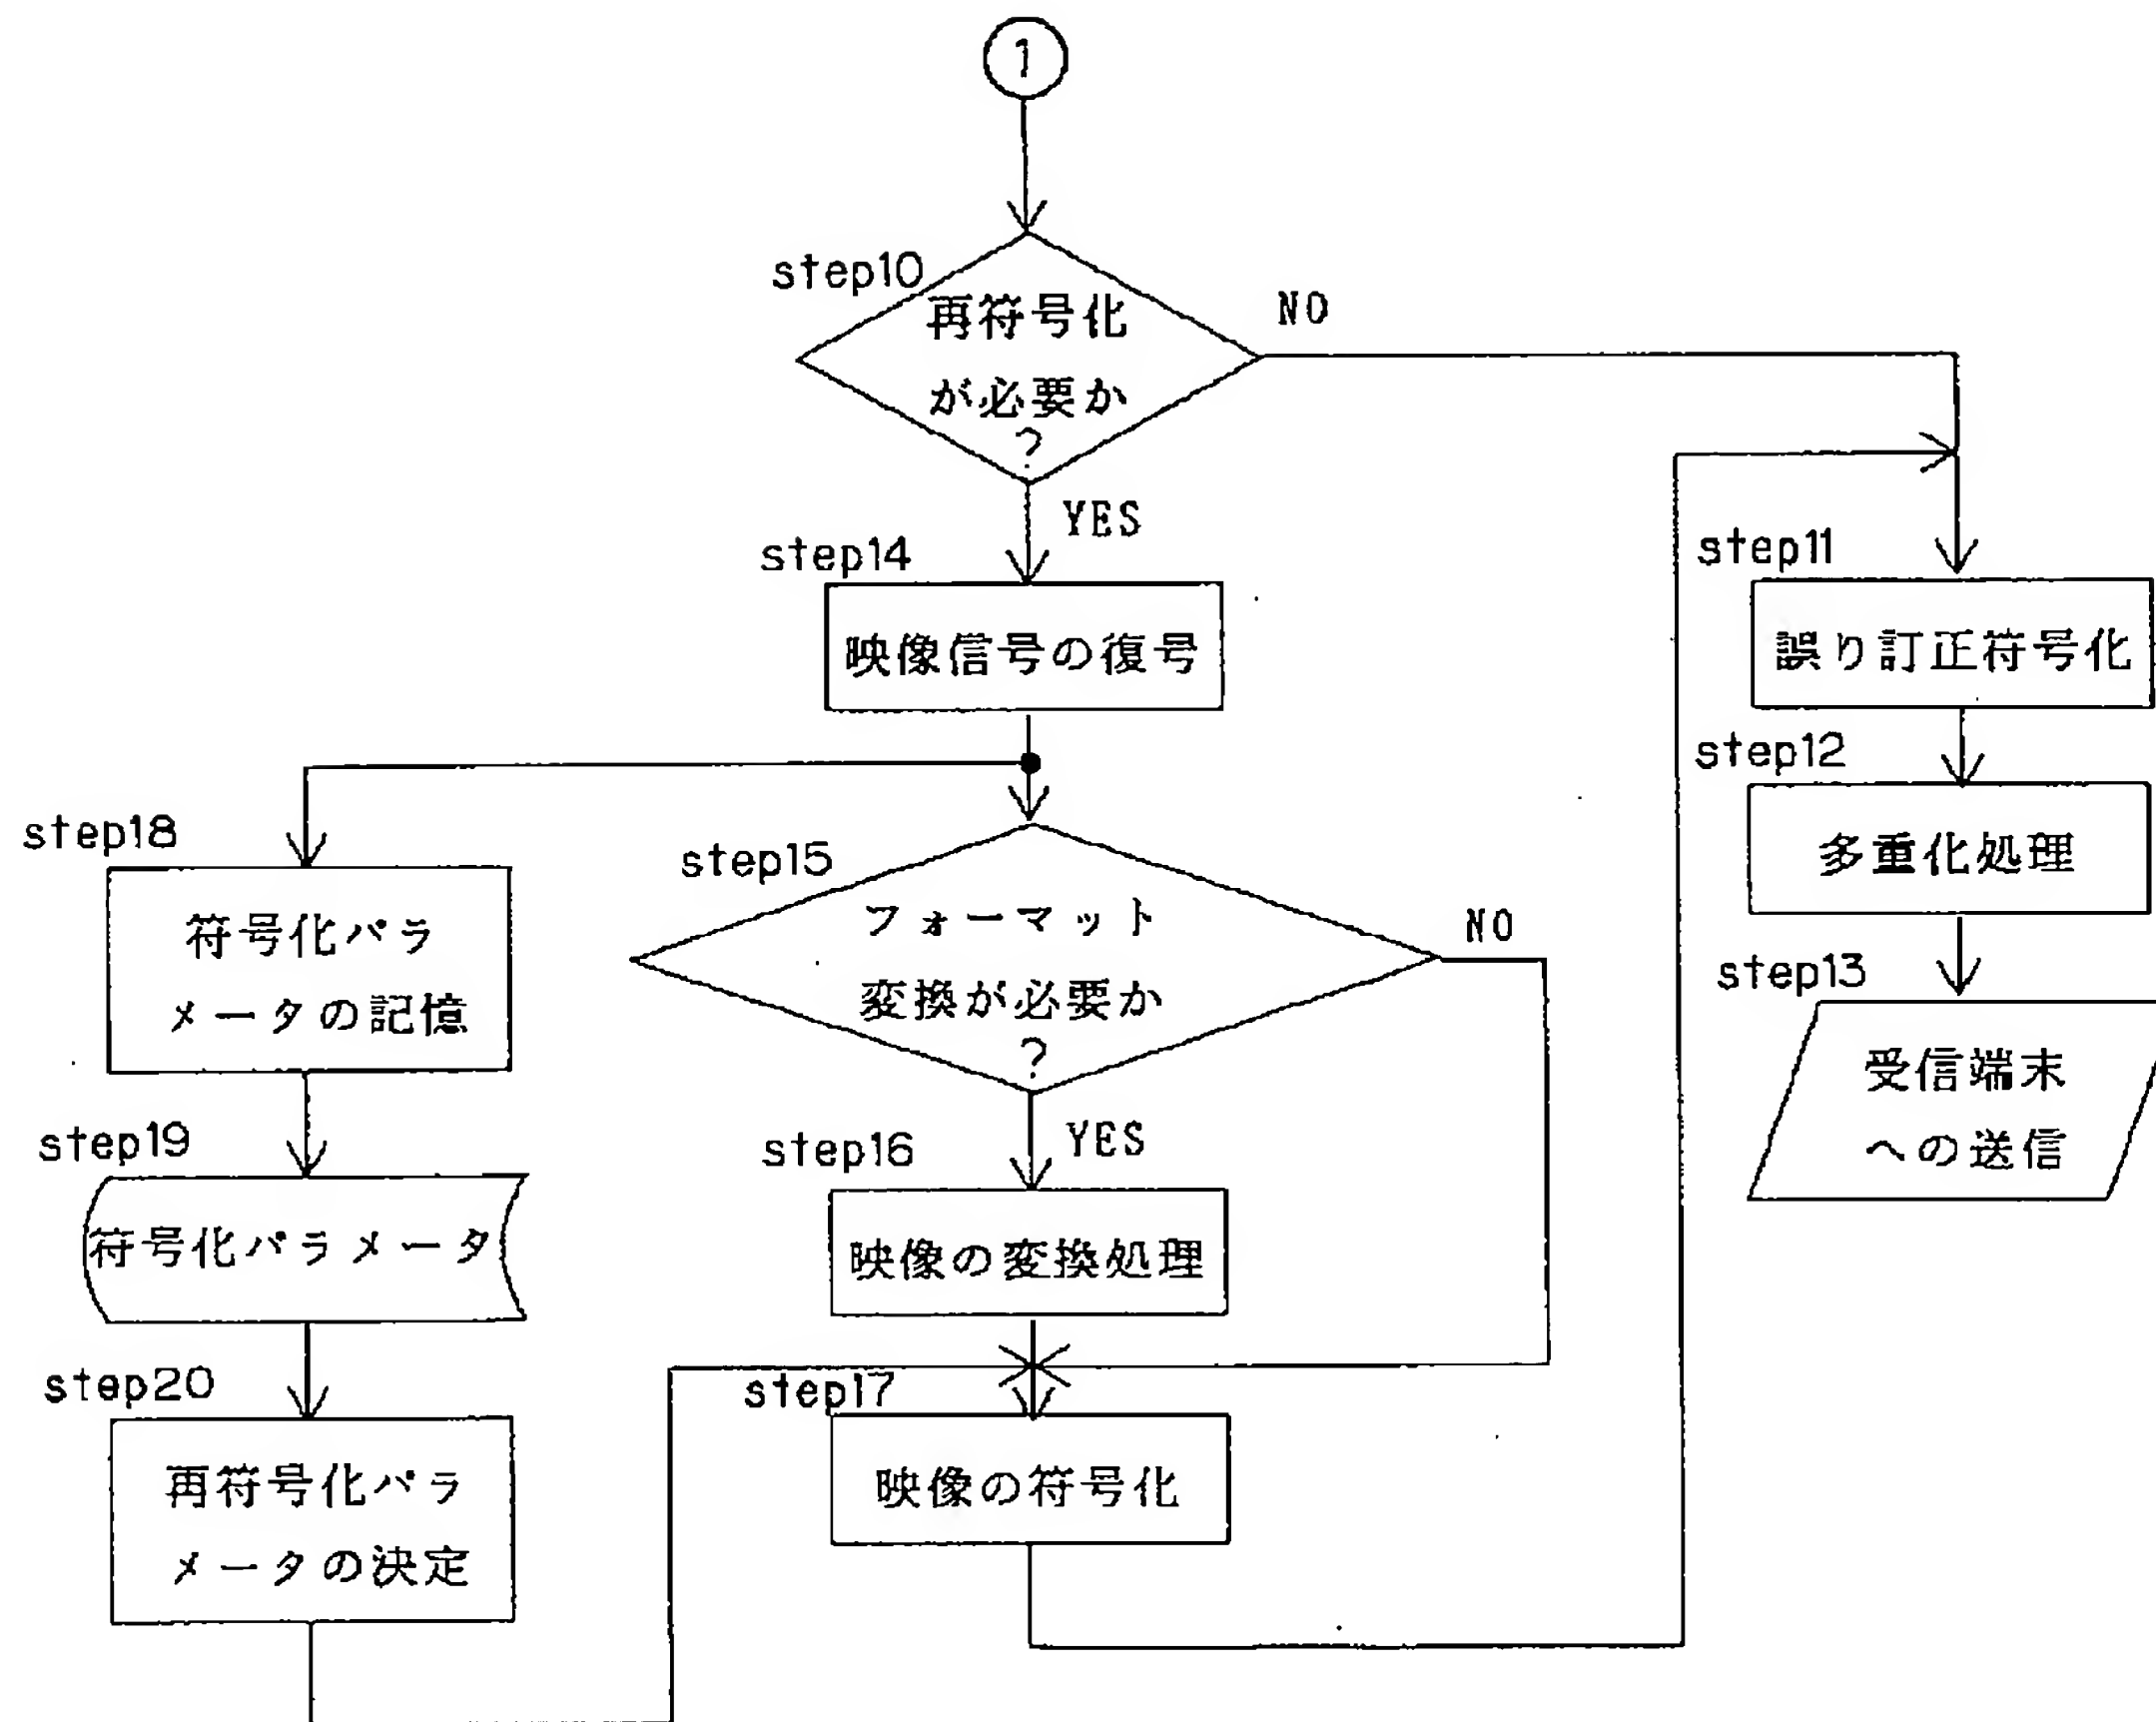 1
step10
再符号化
が必要か
?
NO
YES
step14
映像信号の復号
step11
誤り訂正符号化
step12
多重化処理
step13
受信端末
への送信
step18
符号化パラ
メータの記憶
step15
フォーマット
変換が必要か
?
NO
YES
step19
符号化パラメータ
step16
映像の変換処理
step20
再符号化パラ
メータの決定
step17
映像の符号化